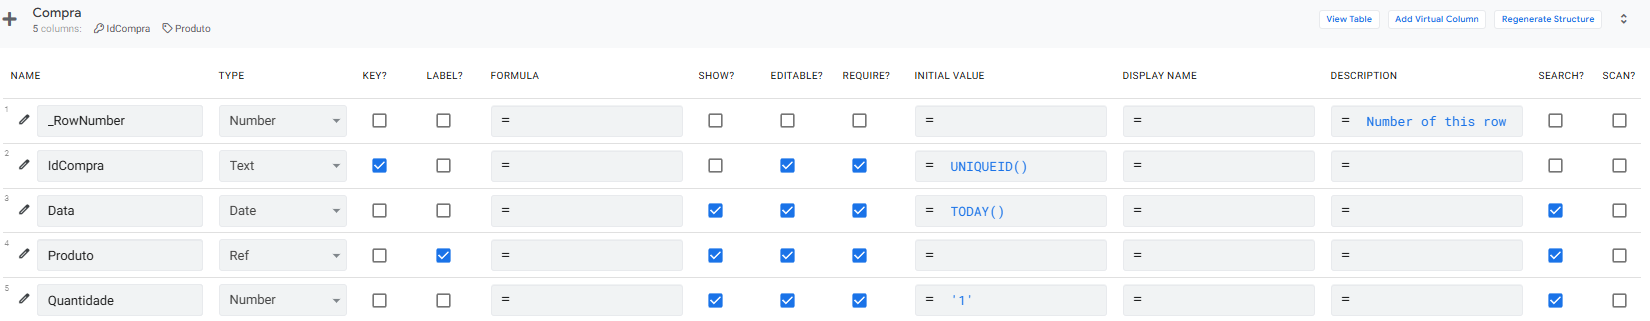 Compra
5 columns: IdCompra Produto
View Table Add Virtual Column Regenerate Structure
NAME TYPE KEY? LABEL? FORMULA SHOW? EDITABLE? REQUIRE? INITIAL VALUE DISPLAY NAME DESCRIPTION SEARCH? SCAN?
1 _RowNumber Number = = = = Number of this row
2 IdCompra Text = = UNIQUEID() = =
3 Data Date = = TODAY() = =
4 Produto Ref = = = =
5 Quantidade Number = = '1' = =